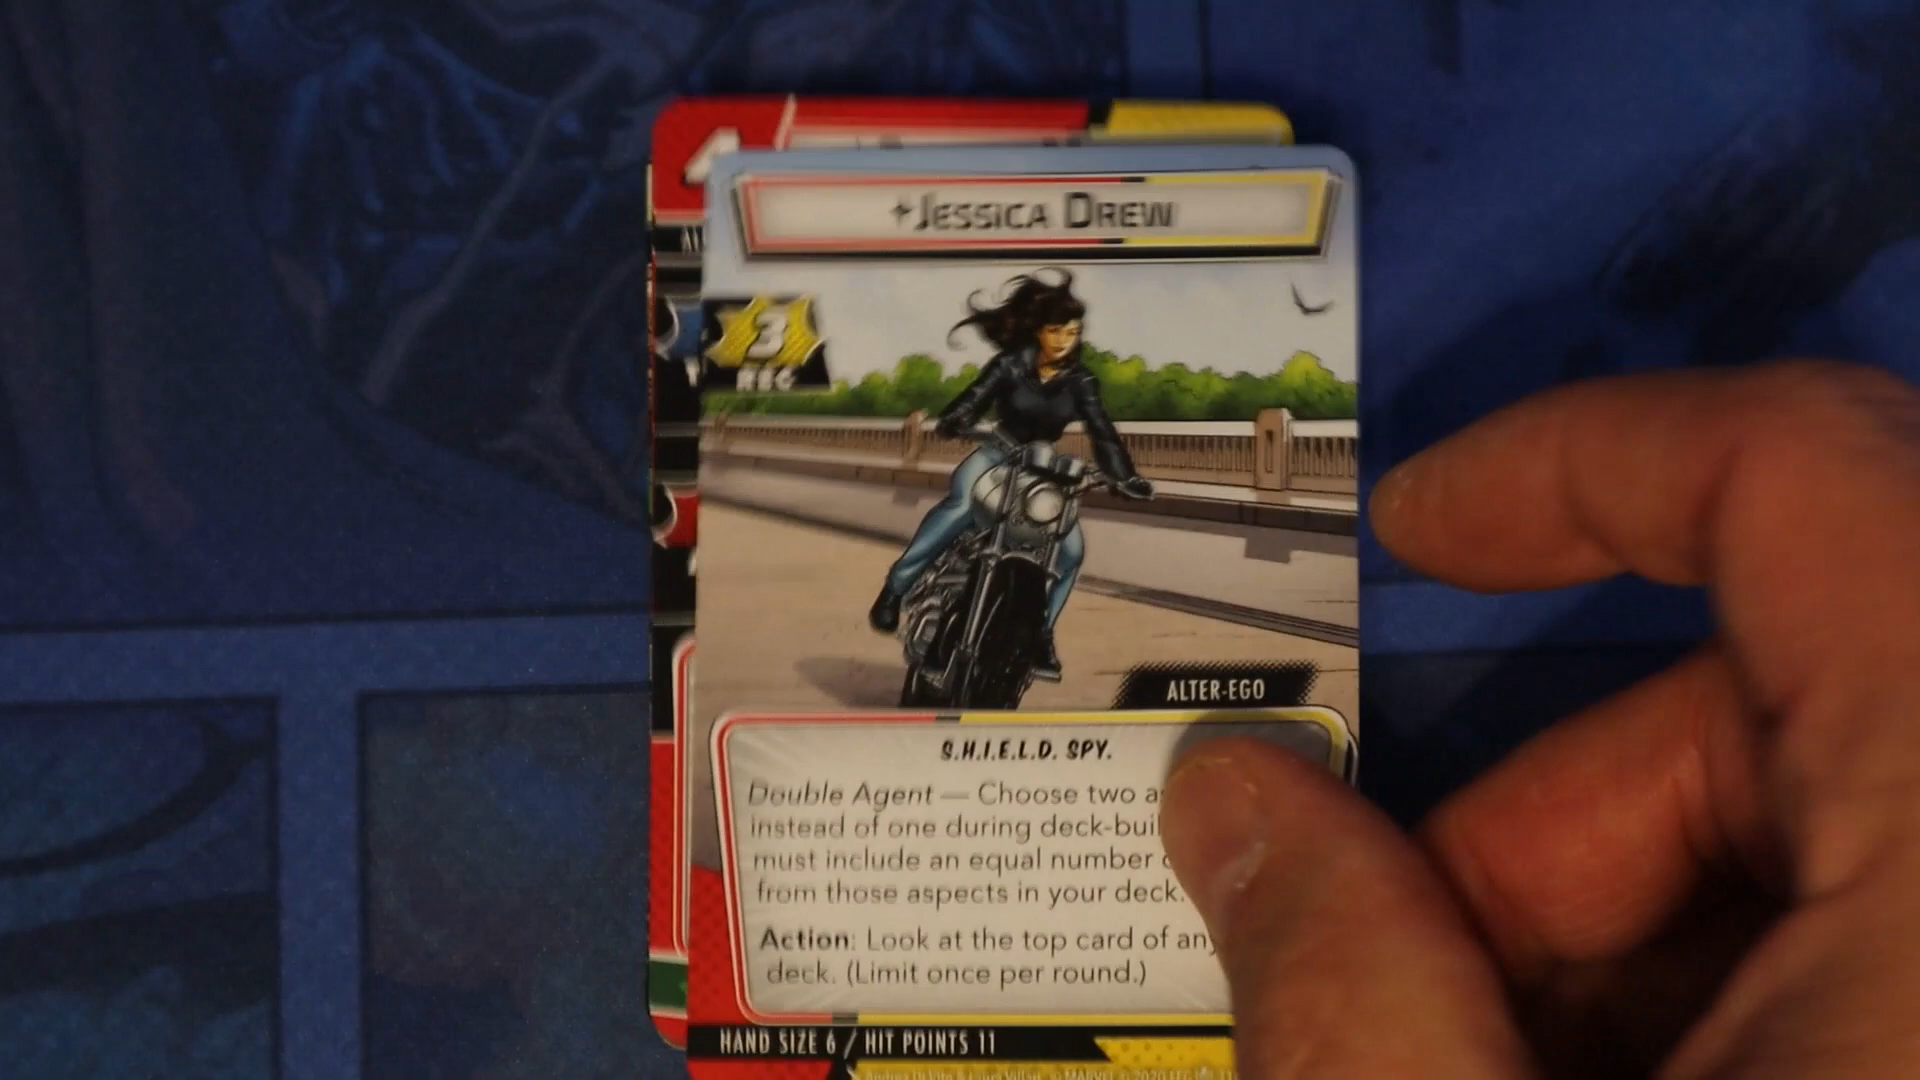 Jessica Drew
3
REC
ALTER-EGO
S.H.I.E.L.D. SPY.
Double Agent — Choose two
instead of one during deck-
must include an equal number
from those aspects in your deck.
Action: Look at the top card of any
deck. (Limit once per round.)
HAND SIZE 6 / HIT POINTS 11